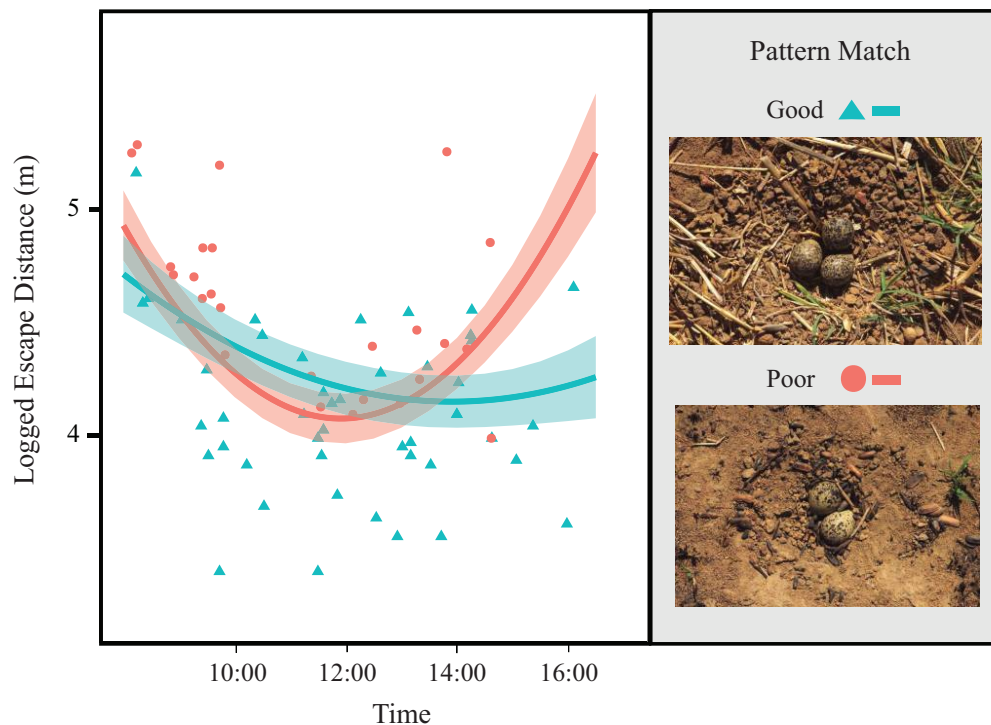 Logged Escape Distance (m)
5
4
10:00
12:00
14:00
16:00
Time
Pattern Match
Good
Poor